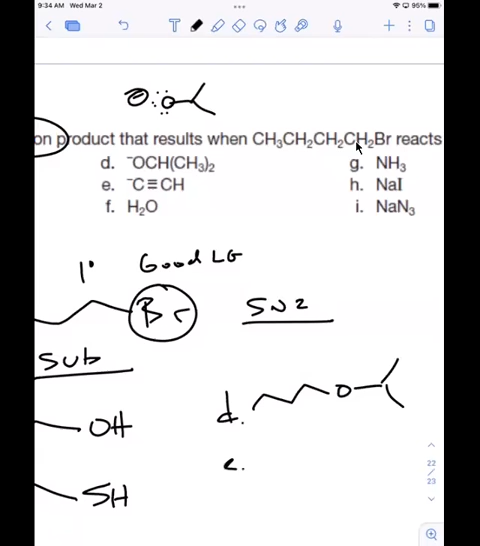 9:34 AM Wed Mar 2
95%
on product that results when CH₃CH₂CH₂CH₂Br reacts
d. ⁻OCH(CH₃)₂
g. NH₃
e. ⁻C≡CH
h. NaI
f. H₂O
i. NaN₃
1° Good LG
Br
SN2
Sub
d. O
OH
e.
SH
22
/
23